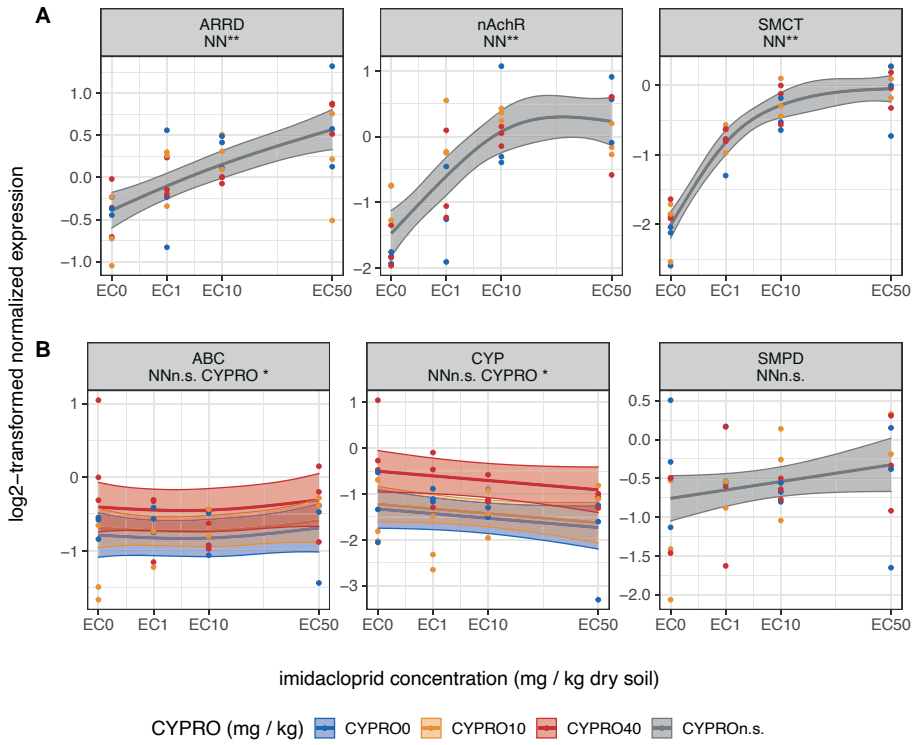 A
ARRD
NN**
nAchR
NN**
SMCT
NN**
1.0
0.5
0.0
−0.5
−1.0
1
0
−1
−2
0
−1
−2
EC0 EC1 EC10 EC50
EC0 EC1 EC10 EC50
EC0 EC1 EC10 EC50
log2−transformed normalized expression
B
ABC
NNn.s. CYPRO *
CYP
NNn.s. CYPRO *
SMPD
NNn.s.
1
0
−1
1
0
−1
−2
−3
0.5
0.0
−0.5
−1.0
−1.5
−2.0
EC0 EC1 EC10 EC50
EC0 EC1 EC10 EC50
EC0 EC1 EC10 EC50
imidacloprid concentration (mg / kg dry soil)
CYPRO (mg / kg) CYPRO0 CYPRO10 CYPRO40 CYPROn.s.